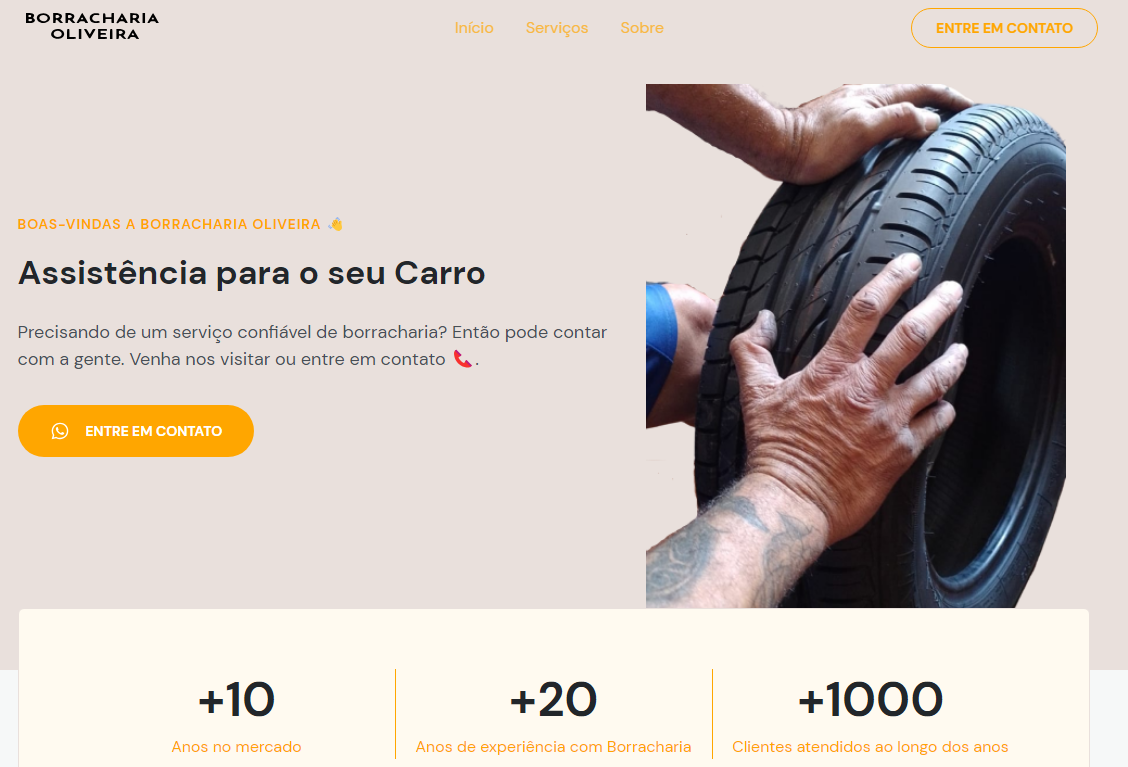 BORRACHARIA
OLIVEIRA
Início Serviços Sobre
ENTRE EM CONTATO
BOAS-VINDAS A BORRACHARIA OLIVEIRA 👋
Assistência para o seu Carro
Precisando de um serviço confiável de borracharia? Então pode contar
com a gente. Venha nos visitar ou entre em contato 📞.
ENTRE EM CONTATO
+10
Anos no mercado
+20
Anos de experiência com Borracharia
+1000
Clientes atendidos ao longo dos anos